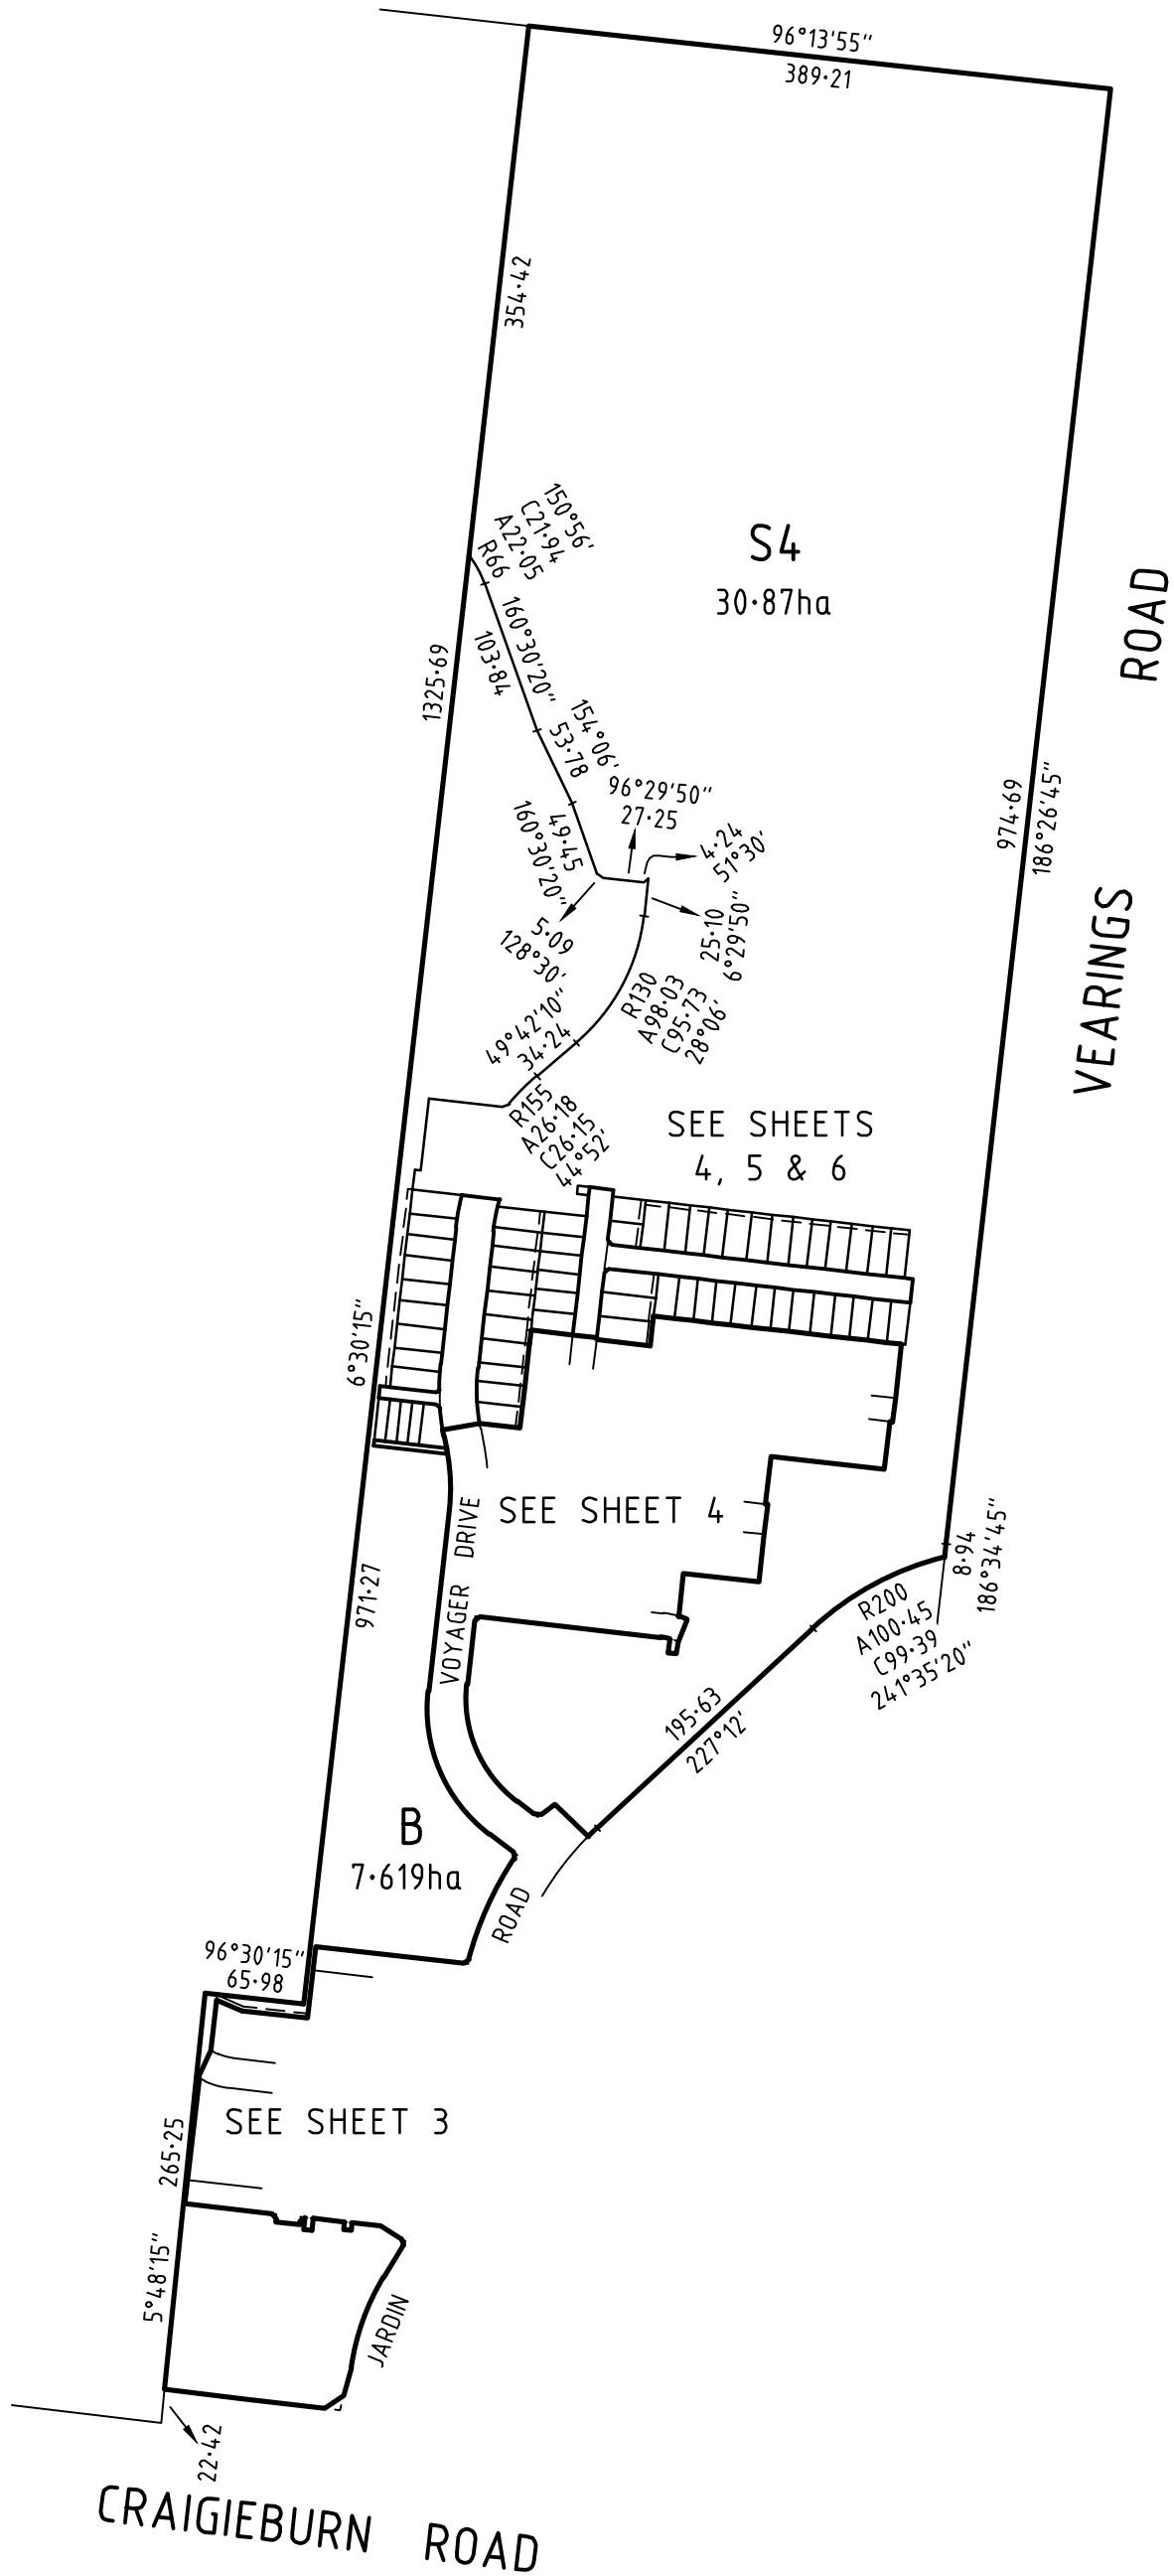 96°13'55"
389·21
354·42
150°56'
C21·94
A22·05
R66
S4
30·87ha
ROAD
160°30'20"
103·84
1325·69
154°06'
53·78
96°29'50"
27·25
974·69
186°26'45"
4·24
51°30'
49·45
160°30'20"
25·10
6°29'50"
5·09
128°30'
VEARINGS
R130
A98·03
C95·73
28°06'
49°42'10"
34·24
R155
A26·18
C26·15
44°52'
SEE SHEETS
4, 5 & 6
6°30'15"
SEE SHEET 4
VOYAGER DRIVE
971·27
8·94
186°34'45"
R200
A100·45
C99·39
241°35'20"
195·63
227°12'
B
7·619ha
ROAD
96°30'15"
65·98
SEE SHEET 3
265·25
5°48'15"
JARDIN
22·42
CRAIGIEBURN ROAD